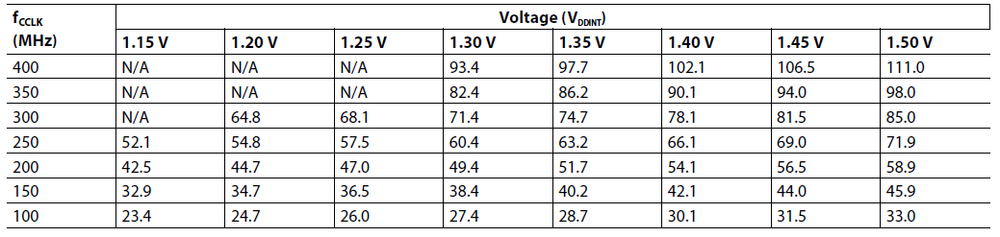 fCCLK Voltage (VDDINT)
(MHz) 1.15 V 1.20 V 1.25 V 1.30 V 1.35 V 1.40 V 1.45 V 1.50 V
400 N/A N/A N/A 93.4 97.7 102.1 106.5 111.0
350 N/A N/A N/A 82.4 86.2 90.1 94.0 98.0
300 N/A 64.8 68.1 71.4 74.7 78.1 81.5 85.0
250 52.1 54.8 57.5 60.4 63.2 66.1 69.0 71.9
200 42.5 44.7 47.0 49.4 51.7 54.1 56.5 58.9
150 32.9 34.7 36.5 38.4 40.2 42.1 44.0 45.9
100 23.4 24.7 26.0 27.4 28.7 30.1 31.5 33.0